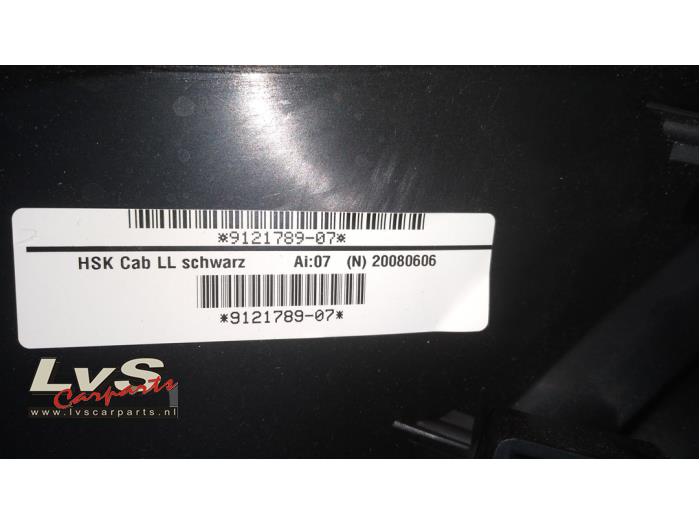 *9121789-07*
HSK Cab LL schwarz Ai:07 (N) 20080606
*9121789-07*
LvS
Carparts
www.lvscarparts.nl